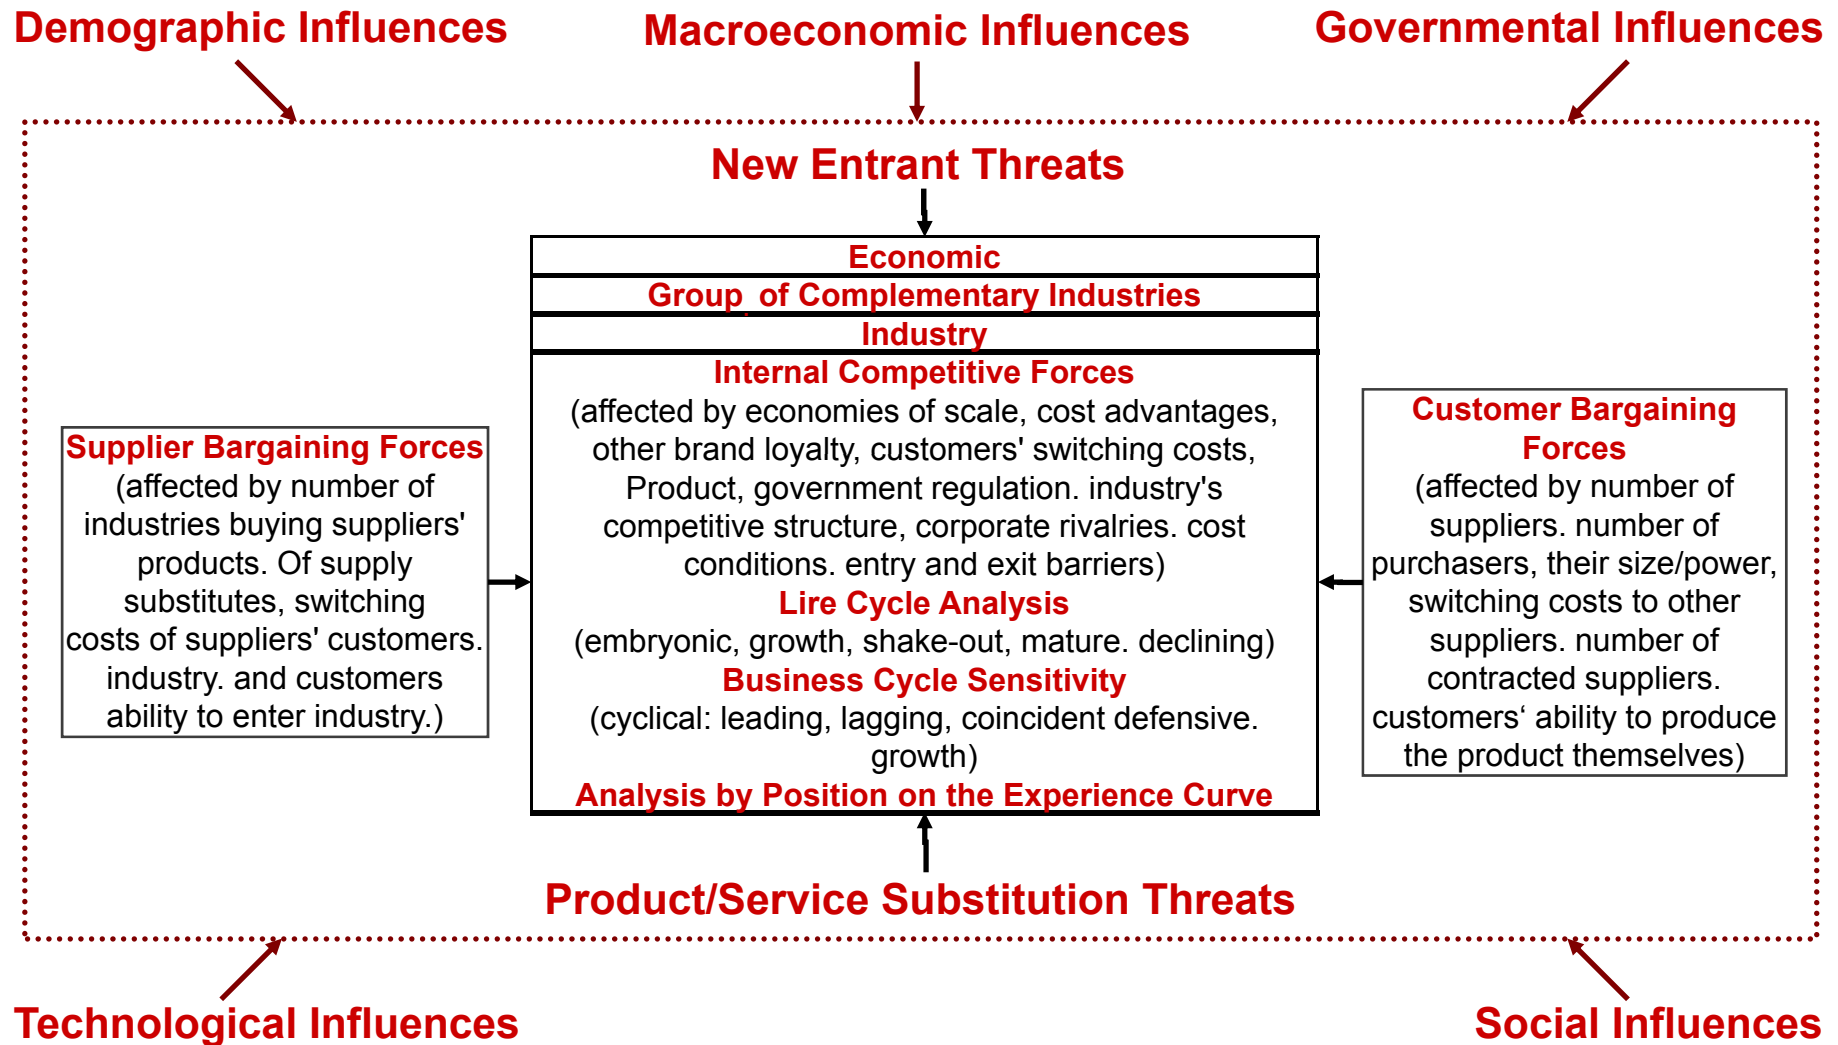 Demographic Influences
Macroeconomic Influences
Governmental Influences
New Entrant Threats
Economic
Group of Complementary Industries
Industry
Internal Competitive Forces
(affected by economies of scale, cost advantages,
other brand loyalty, customers' switching costs,
Product, government regulation. industry's
competitive structure, corporate rivalries. cost
conditions. entry and exit barriers)
Lire Cycle Analysis
(embryonic, growth, shake-out, mature. declining)
Business Cycle Sensitivity
(cyclical: leading, lagging, coincident defensive.
growth)
Analysis by Position on the Experience Curve
Supplier Bargaining Forces
(affected by number of
industries buying suppliers'
products. Of supply
substitutes, switching
costs of suppliers' customers.
industry. and customers
ability to enter industry.)
Customer Bargaining
Forces
(affected by number of
suppliers. number of
purchasers, their size/power,
switching costs to other
suppliers. number of
contracted suppliers.
customers‘ ability to produce
the product themselves)
Product/Service Substitution Threats
Technological Influences
Social Influences